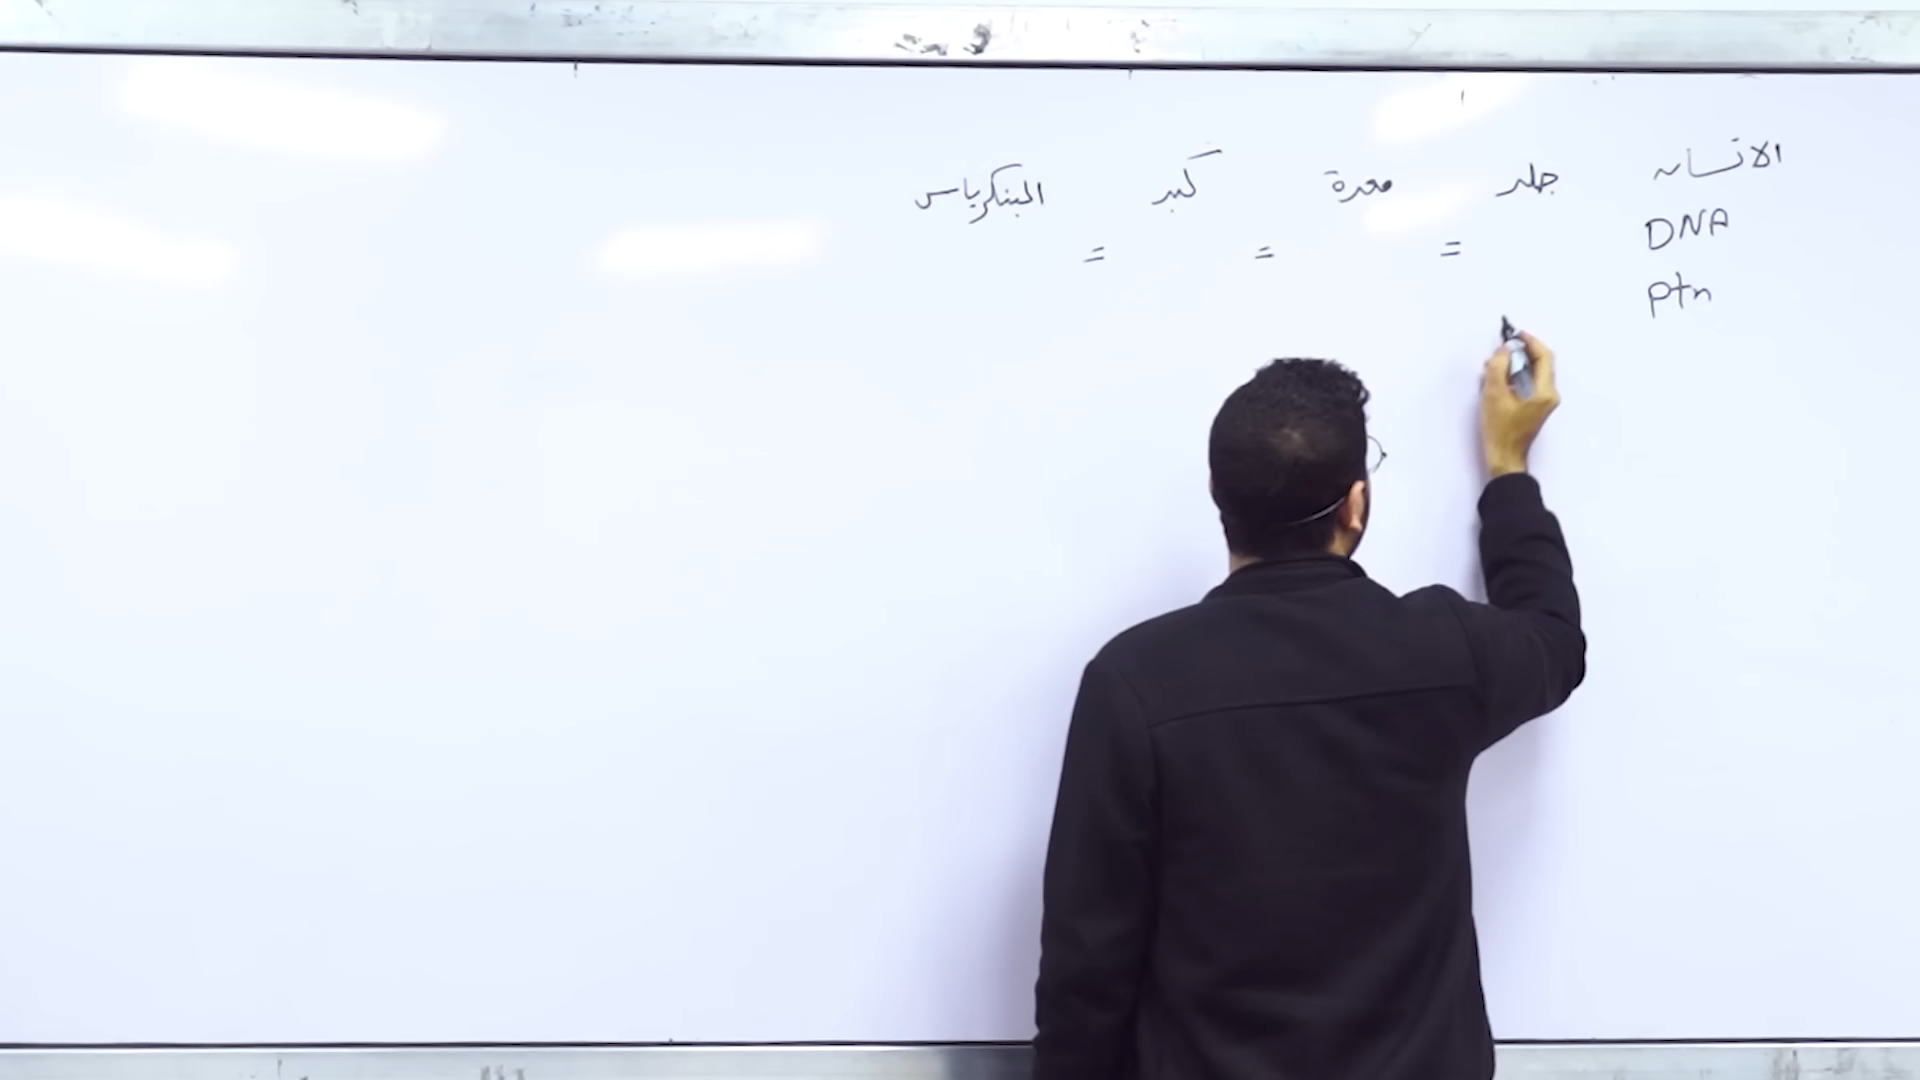 الانسان جلد معدة كبد البنكرياس
DNA = = =
Ptn